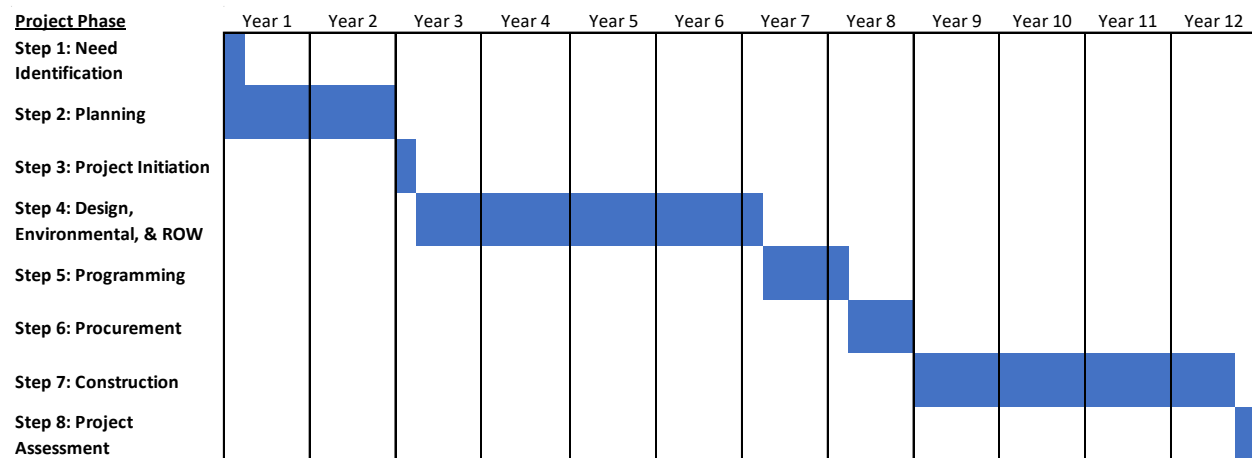 Project Phase Year 1 Year 2 Year 3 Year 4 Year 5 Year 6 Year 7 Year 8 Year 9 Year 10 Year 11 Year 12
Step 1: Need
Identification
Step 2: Planning
Step 3: Project Initiation
Step 4: Design,
Environmental, & ROW
Step 5: Programming
Step 6: Procurement
Step 7: Construction
Step 8: Project
Assessment